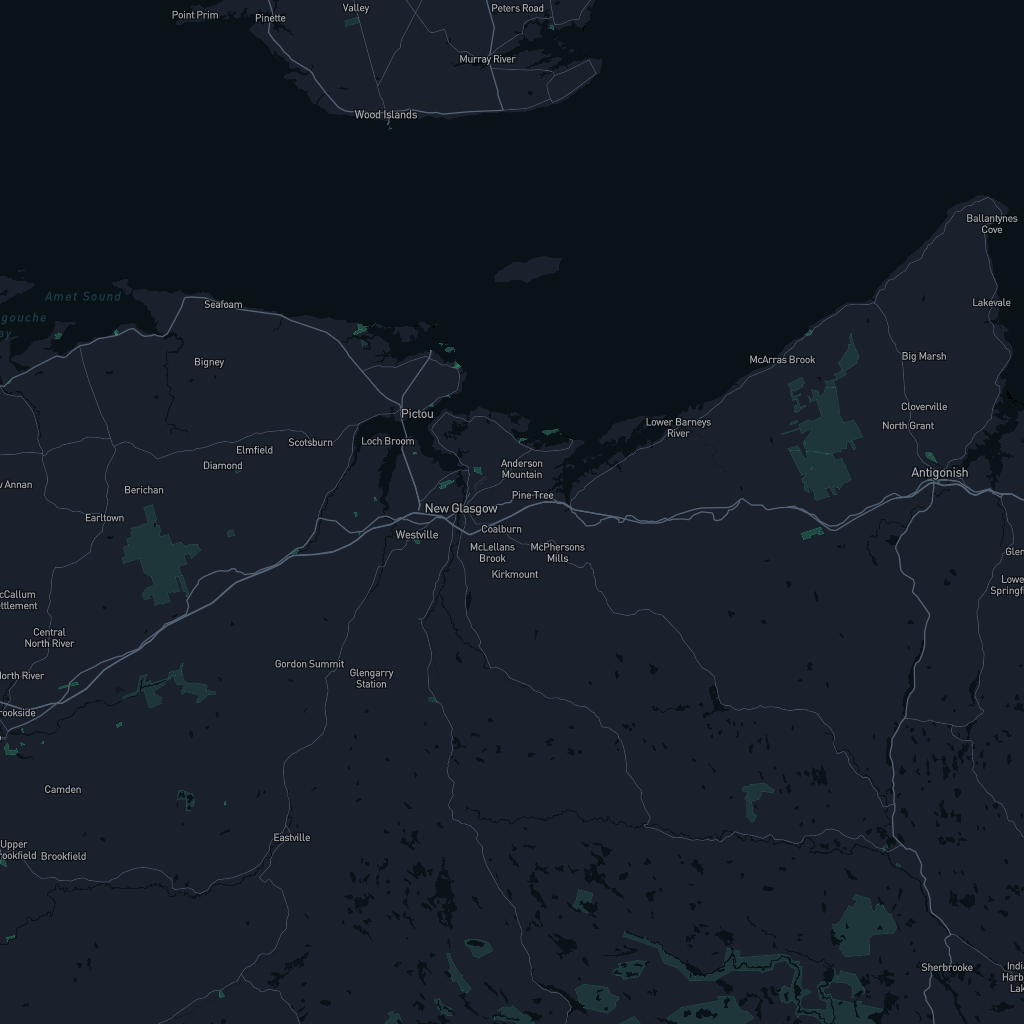 Valley
Peters Road
Point Prim
Pinette
Murray River
Wood Islands
Ballantynes
Cove
Amet Sound
Lakevale
Seafoam
Big Marsh
McArras Brook
Bigney
Cloverville
Pictou
Lower Barneys
River
North Grant
Loch Broom
Scotsburn
Elmfield
Diamond
Anderson
Mountain
Antigonish
Annan
Berichan
Pine Tree
New Glasgow
Earltown
Coalburn
Westville
McLellans
Brook
McPhersons
Mills
Kirkmount
Central
North River
Gordon Summit
Glengarry
Station
Camden
Eastville
Upper
Brookfield
Sherbrooke